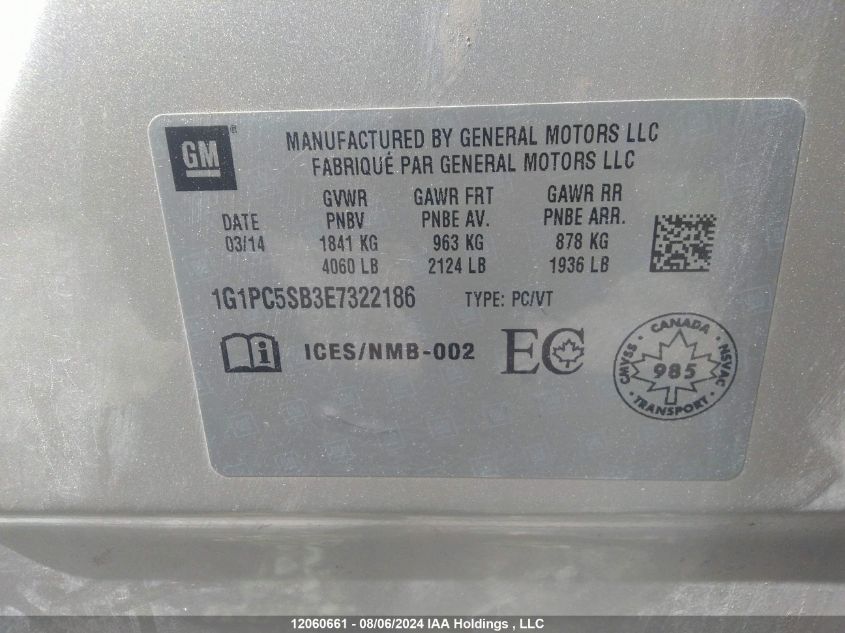 GM ®
MANUFACTURED BY GENERAL MOTORS LLC
FABRIQUÉ PAR GENERAL MOTORS LLC
GVWR GAWR FRT GAWR RR
DATE PNBV PNBE AV. PNBE ARR.
03/14 1841 KG 963 KG 878 KG
4060 LB 2124 LB 1936 LB
1G1PC5SB3E7322186 TYPE: PC/VT
i ICES/NMB-002 EC
CANADA
CMVSS 985 NSVAC
TRANSPORT
12060661 - 08/06/2024 IAA Holdings , LLC